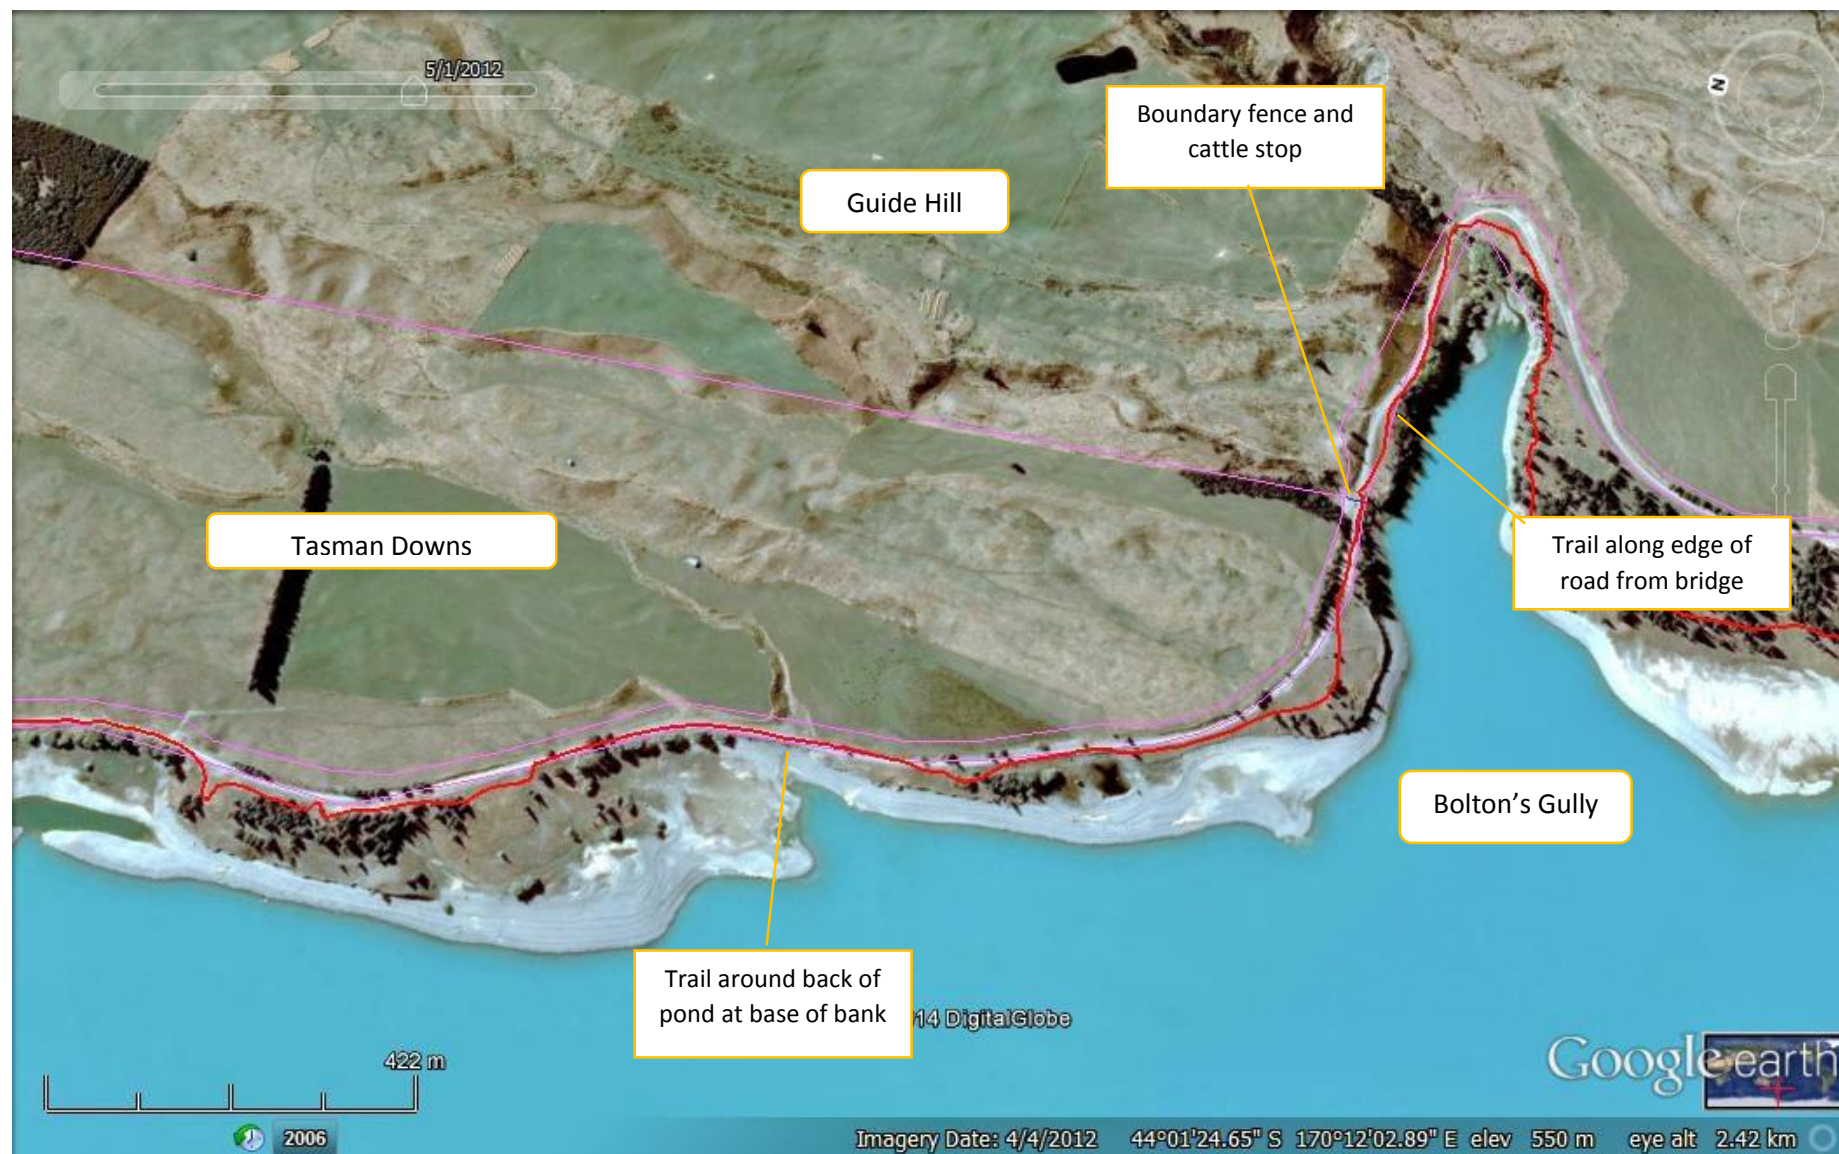 5/1/2012
N
Boundary fence and
cattle stop
Guide Hill
Tasman Downs
Trail along edge of
road from bridge
Bolton's Gully
Trail around back of
pond at base of bank
14 DigitalGlobe
422 m
Google earth
2006
Imagery Date: 4/4/2012 44°01'24.65" S 170°12'02.89" E elev 550 m eye alt 2.42 km